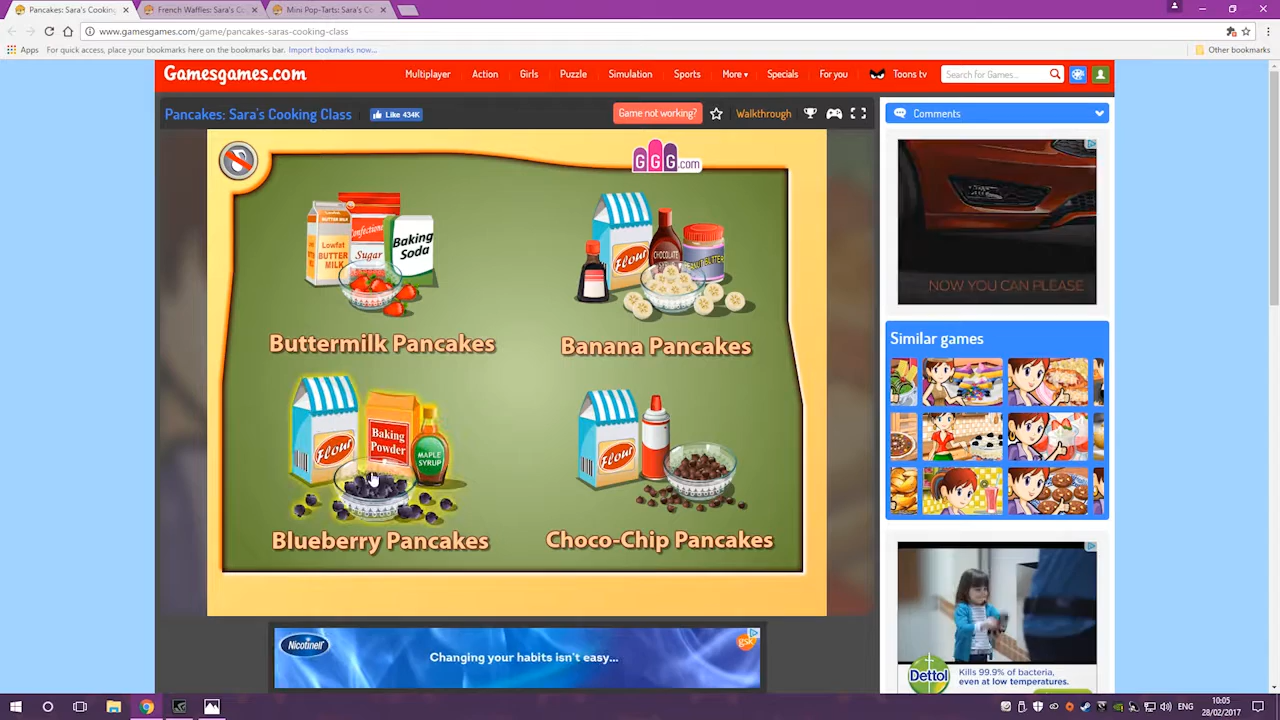 Pancakes: Sara's Cooking
French Waffles: Sara's Co
Mini Pop-Tarts: Sara's Co
www.gamesgames.com/game/pancakes-saras-cooking-class
Apps
For quick access, place your bookmarks here on the bookmarks bar. Import bookmarks now...
Other bookmarks
Gamesgames.com
Multiplayer
Action
Girls
Puzzle
Simulation
Sports
More
Specials
For you
Toons tv
Search for Games...
Pancakes: Sara's Cooking Class
Like 434K
Game not working?
Walkthrough
Comments
GGG.com
Lowfat
BUTTER
MILK
Confectioners
Sugar
Baking
Soda
Flour
CHOCOLATE
PEANUT BUTTER
Buttermilk Pancakes
Banana Pancakes
Flour
Baking
Powder
MAPLE
SYRUP
Flour
Blueberry Pancakes
Choco-Chip Pancakes
NOW YOU CAN PLEASE
Similar games
Nicotinell
Changing your habits isn't easy...
gsk
Dettol
Kills 99.9% of bacteria,
even at low temperatures.
ENG
10:05
28/02/2017